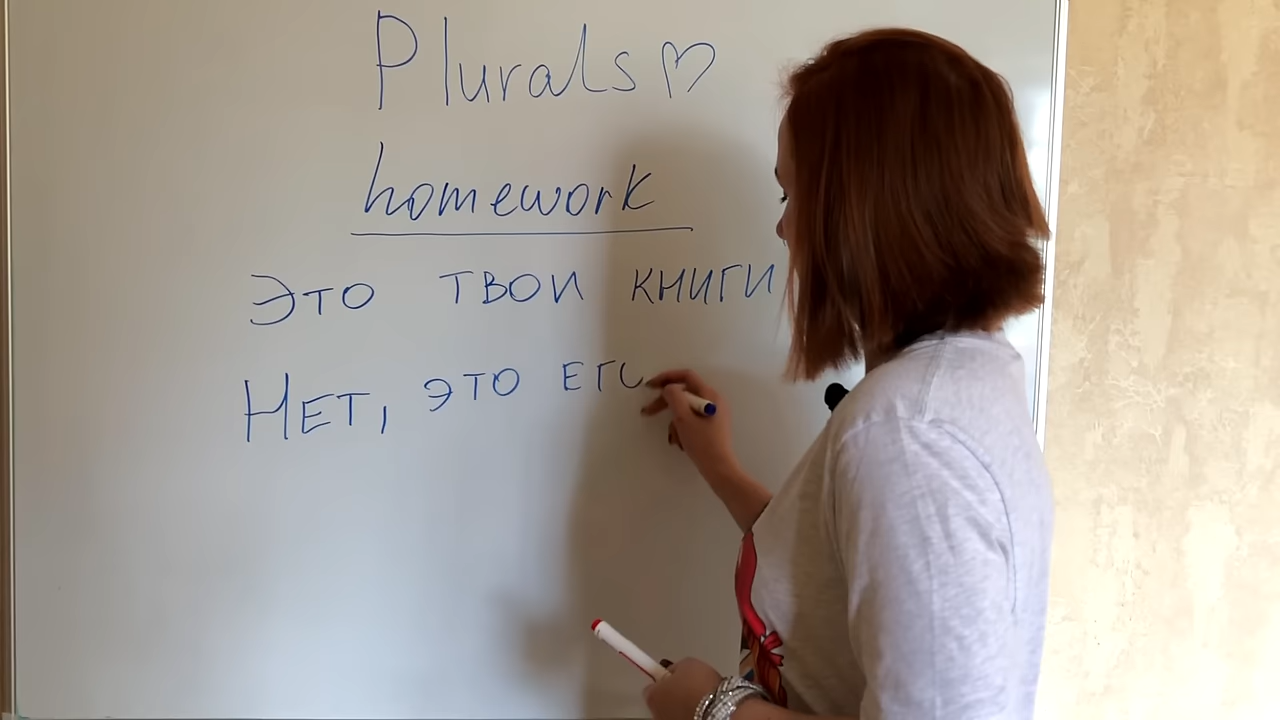 Plurals♡
homework
Это твои книги
Нет, это его